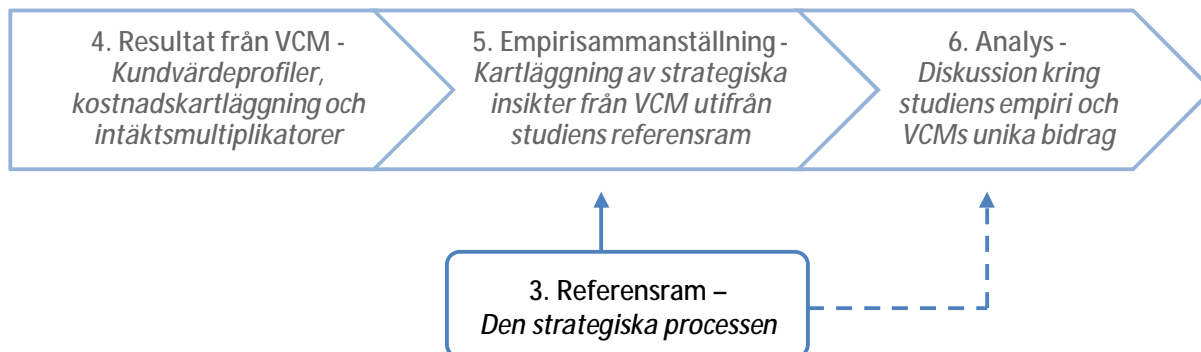 4. Resultat från VCM -
Kundvärdeprofiler,
kostnadskartläggning och
intäktsmultiplikatorer
5. Empirisammanställning -
Kartläggning av strategiska
insikter från VCM utifrån
studiens referensram
6. Analys -
Diskussion kring
studiens empiri och
VCMs unika bidrag
3. Referensram –
Den strategiska processen